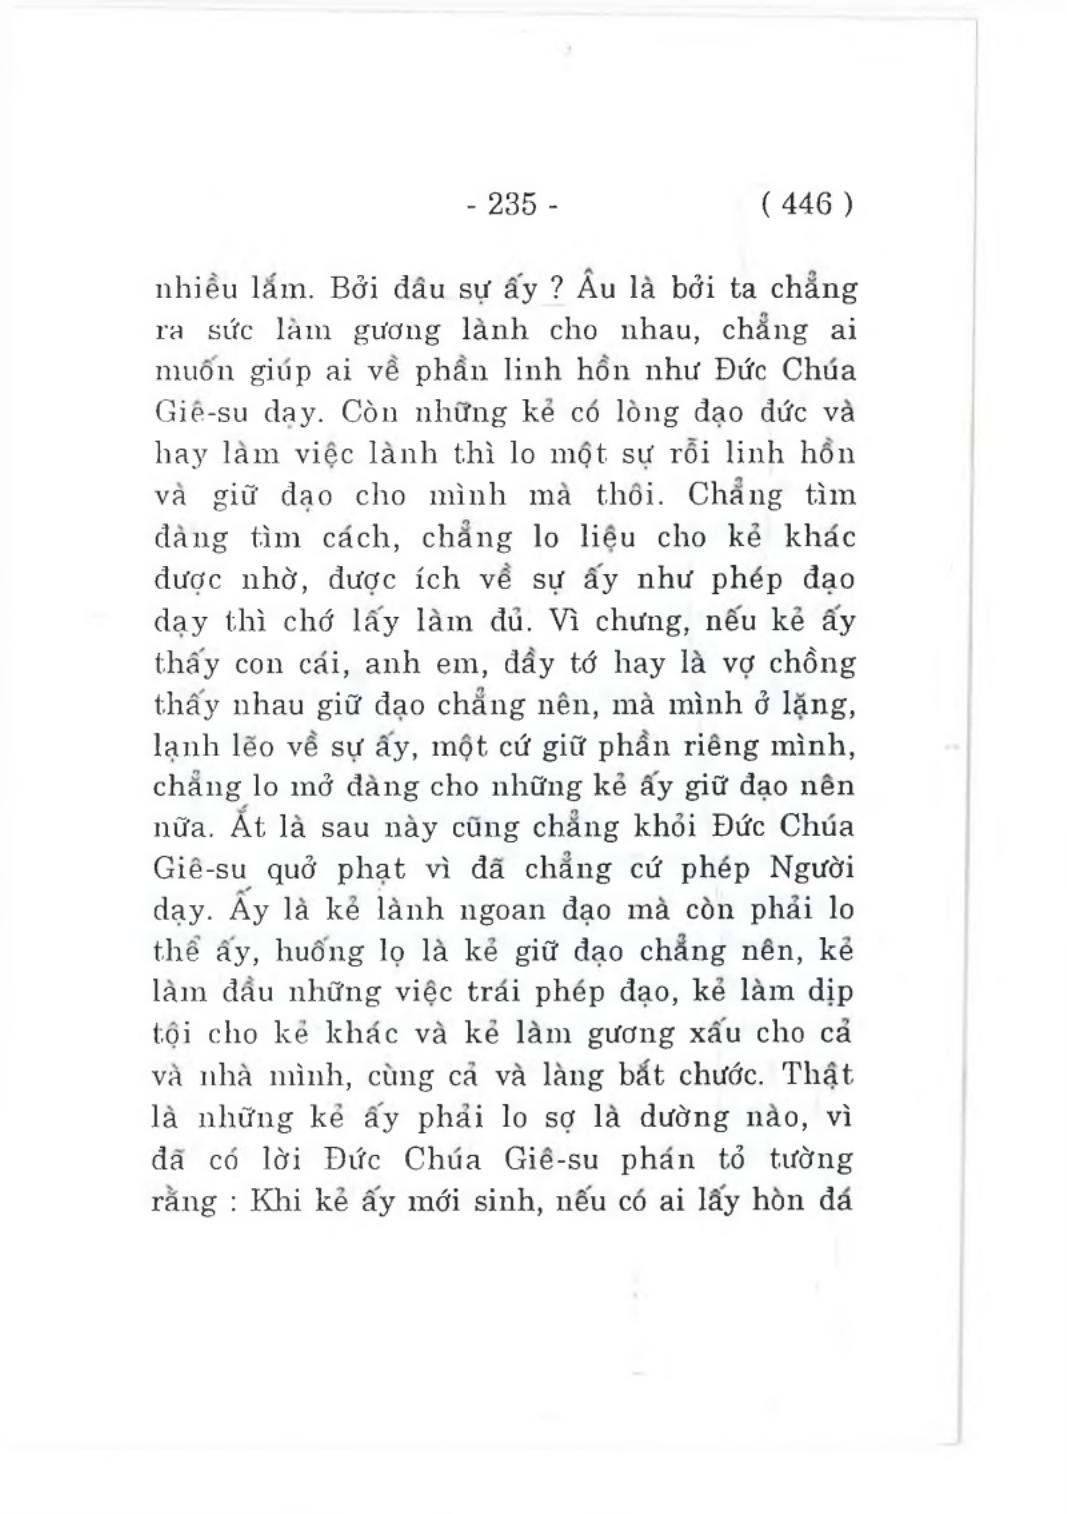 - 235 - ( 446 )
nhiều lắm. Bởi đâu sự ấy ? Âu là bởi ta chẳng
ra sức làm gương lành cho nhau, chẳng ai
muốn giúp ai về phần linh hồn như Đức Chúa
Giê-su dạy. Còn những kẻ có lòng đạo đức và
hay làm việc lành thì lo một sự rỗi linh hồn
và giữ đạo cho mình mà thôi. Chẳng tìm
đàng tìm cách, chẳng lo liệu cho kẻ khác
được nhờ, được ích về sự ấy như phép đạo
dạy thì chớ lấy làm đủ. Vì chưng, nếu kẻ ấy
thấy con cái, anh em, đầy tớ hay là vợ chồng
thấy nhau giữ đạo chẳng nên, mà mình ở lặng,
lạnh lẽo về sự ấy, một cứ giữ phần riêng mình,
chẳng lo mở đàng cho những kẻ ấy giữ đạo nên
nữa. Ắt là sau này cũng chẳng khỏi Đức Chúa
Giê-su quở phạt vì đã chẳng cứ phép Người
dạy. Ấy là kẻ lành ngoan đạo mà còn phải lo
thể ấy, huống lọ là kẻ giữ đạo chẳng nên, kẻ
làm đầu những việc trái phép đạo, kẻ làm dịp
tội cho kẻ khác và kẻ làm gương xấu cho cả
và nhà mình, cùng cả và làng bắt chước. Thật
là những kẻ ấy phải lo sợ là dường nào, vì
đã có lời Đức Chúa Giê-su phán tỏ tường
rằng : Khi kẻ ấy mới sinh, nếu có ai lấy hòn đá